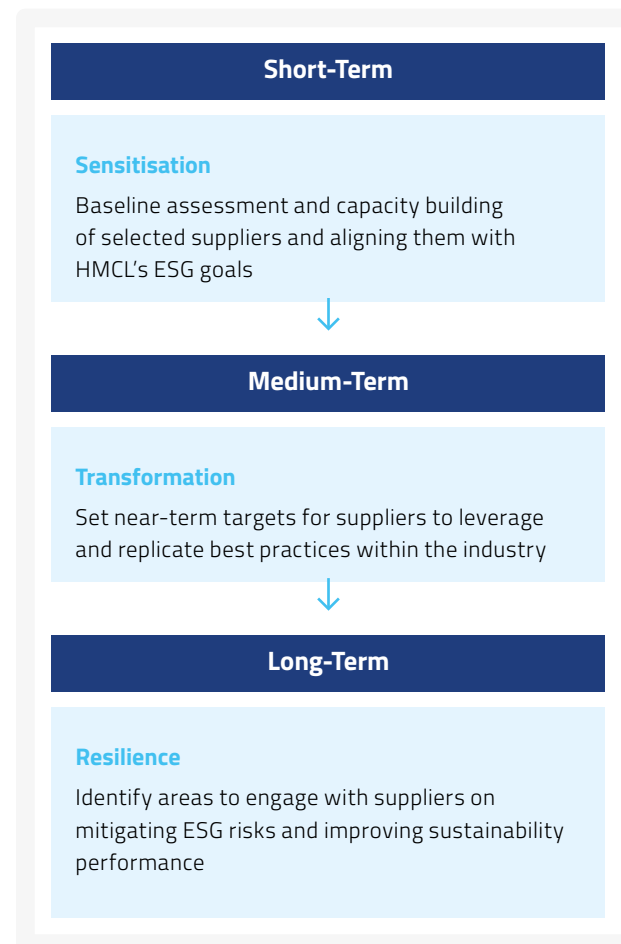 Short-Term
Sensitisation
Baseline assessment and capacity building
of selected suppliers and aligning them with
HMCL’s ESG goals
Medium-Term
Transformation
Set near-term targets for suppliers to leverage
and replicate best practices within the industry
Long-Term
Resilience
Identify areas to engage with suppliers on
mitigating ESG risks and improving sustainability
performance